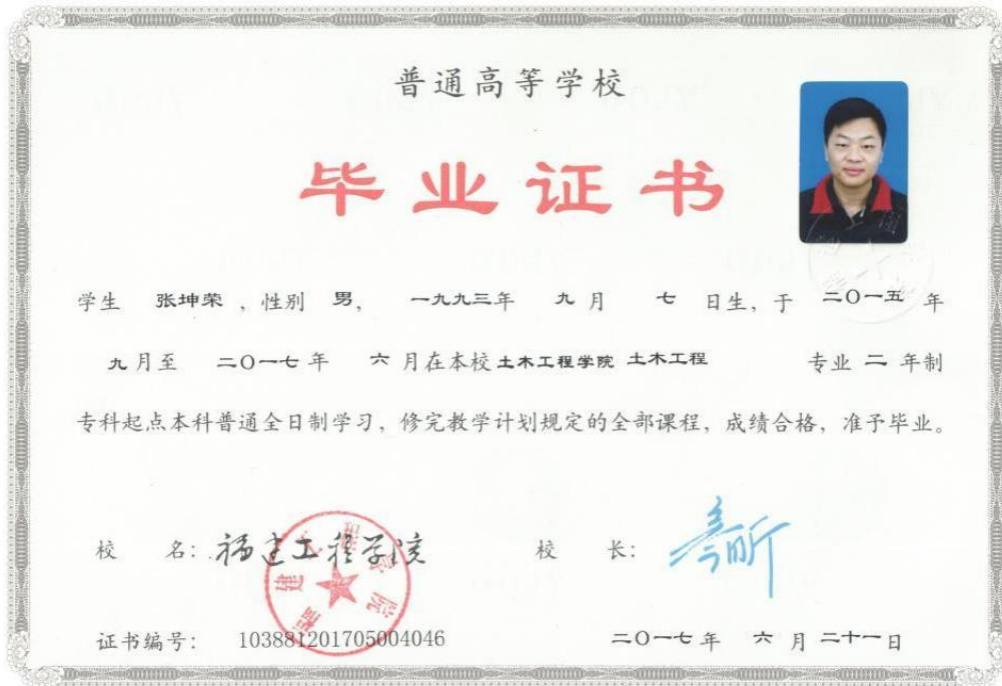 普通高等学校
毕业证书
学生 张坤荣，性别 男， 一九九三年 九月 七日生，于 二〇一五年
九月至 二〇一七年 六月在本校土木工程学院 土木工程 专业 二 年制
专科起点本科普通全日制学习，修完教学计划规定的全部课程，成绩合格，准予毕业。
校 名：福建工程学院 校 长：
福建工程学院
证书编号： 103881201705004046 二〇一七年 六月二十一日